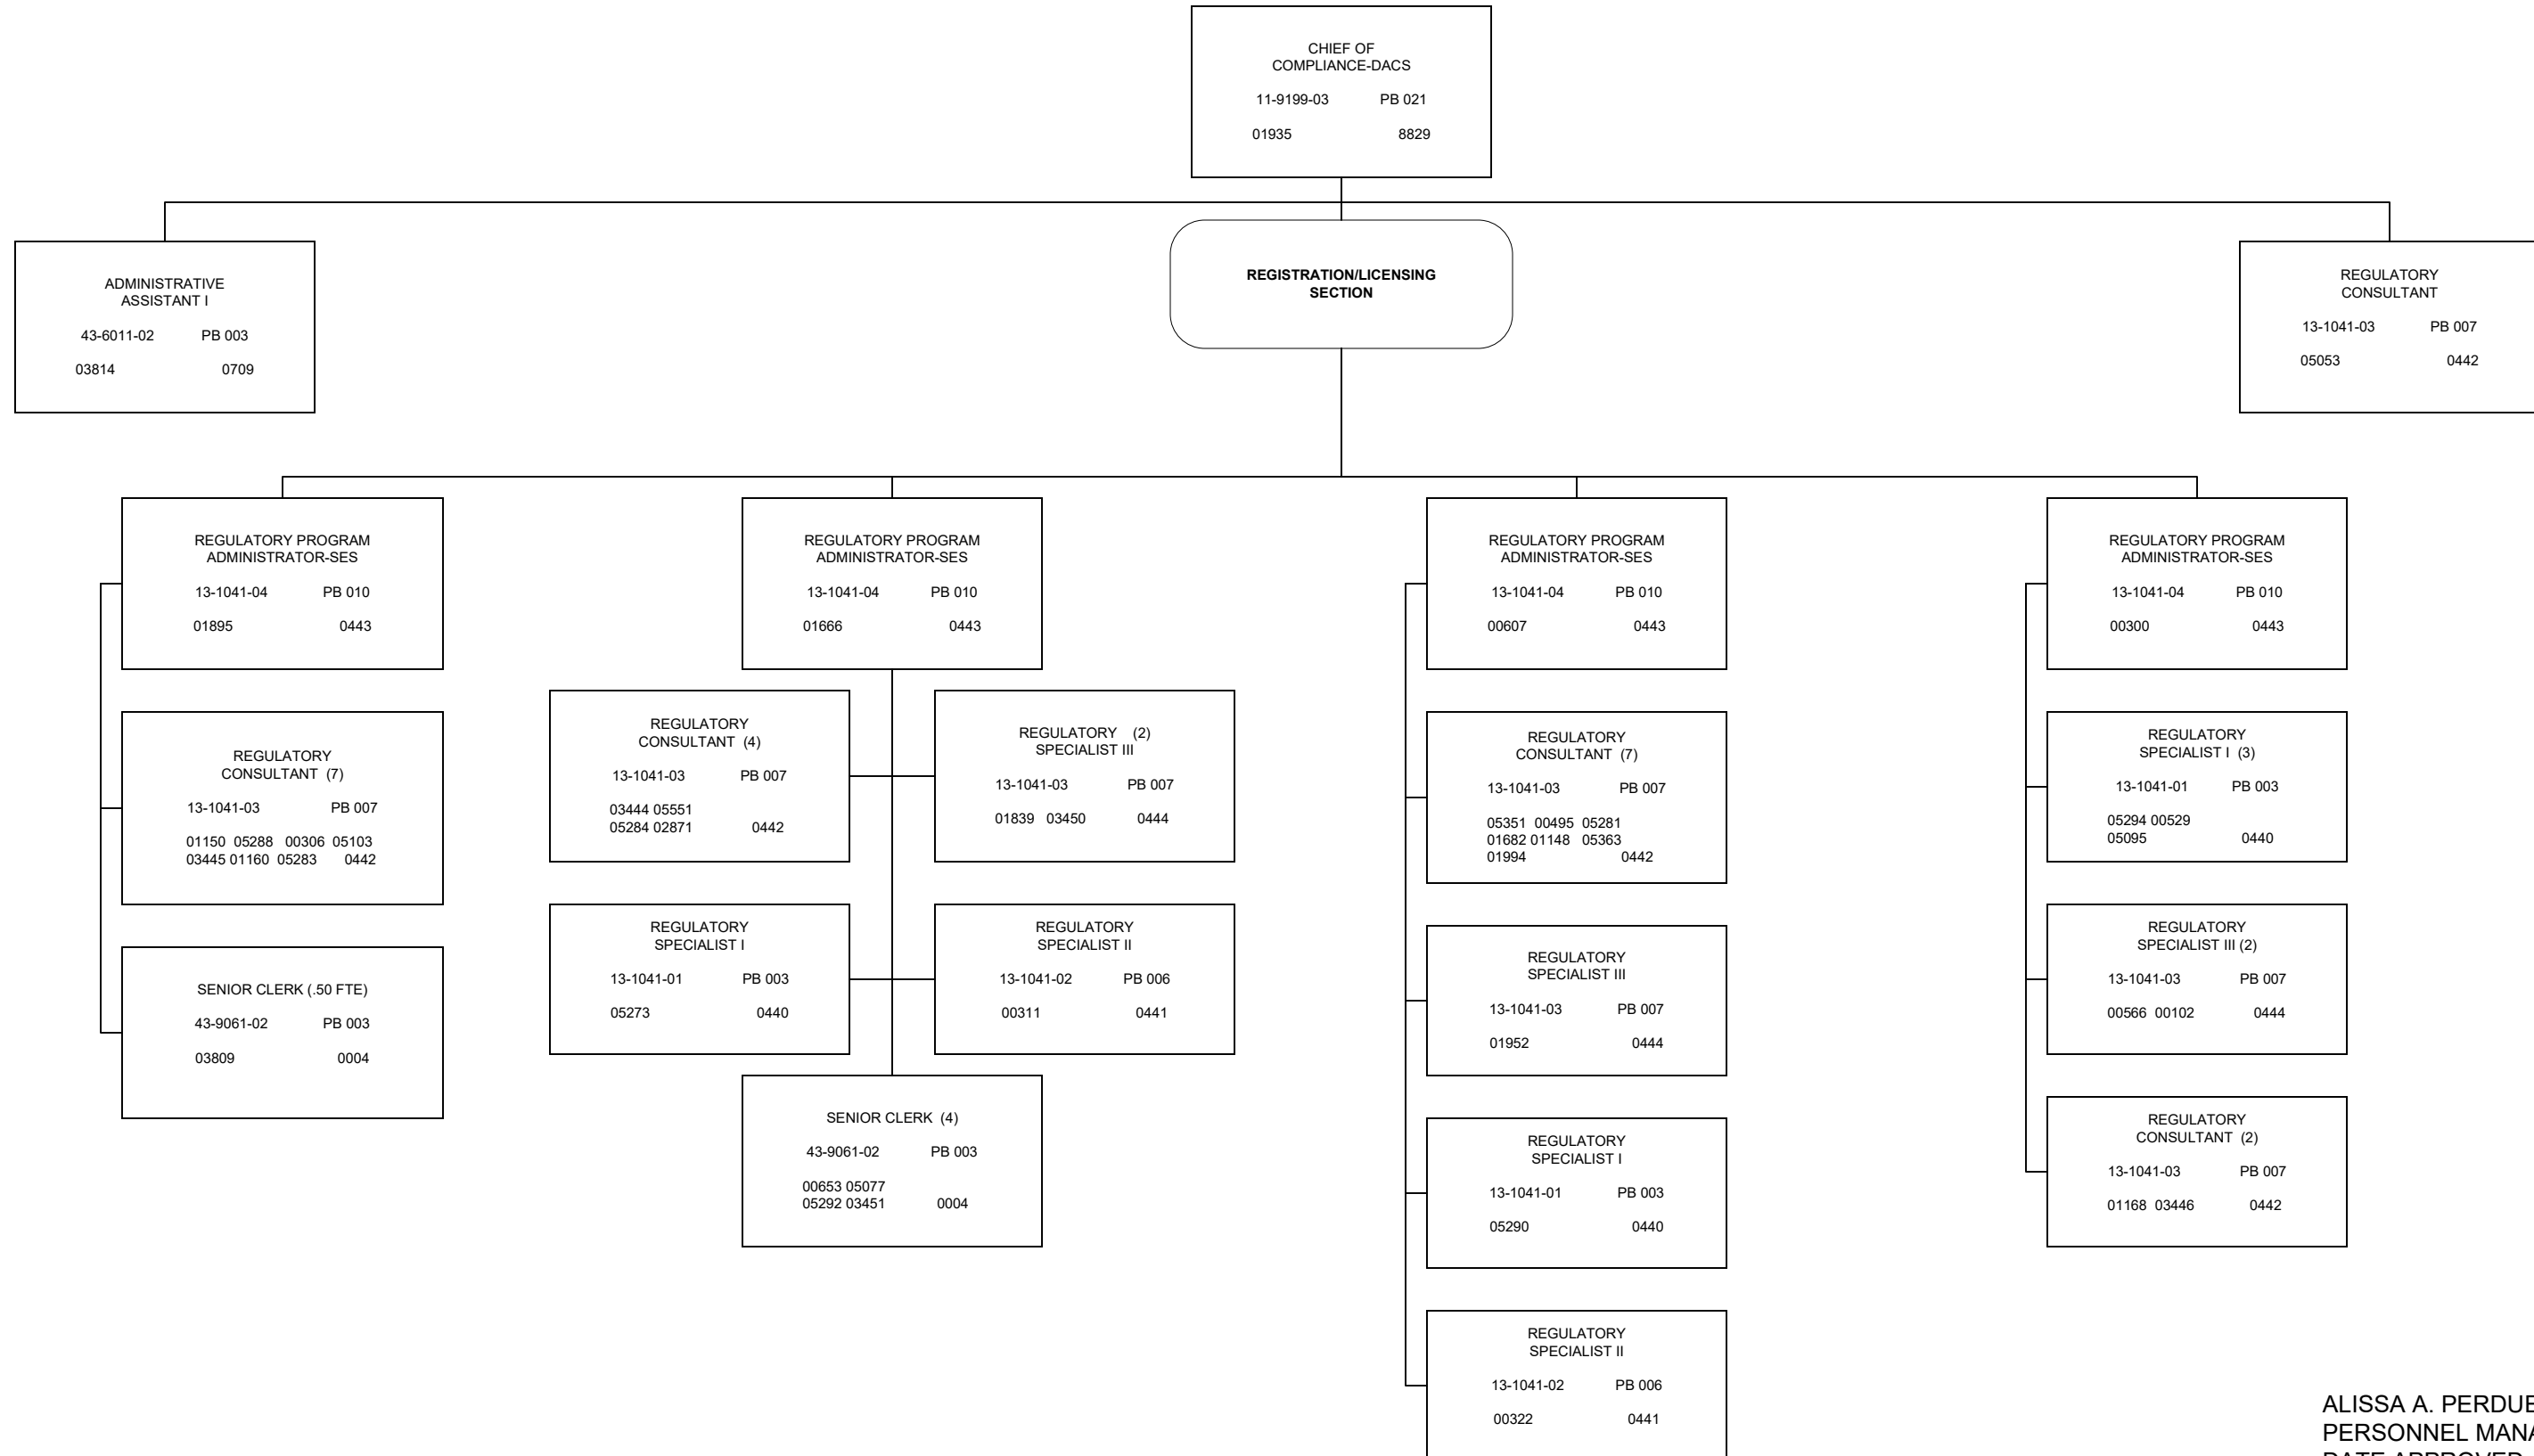 CHIEF OF
COMPLIANCE-DACS
11-9199-03 PB 021
01935 8829
ADMINISTRATIVE
ASSISTANT I
43-6011-02 PB 003
03814 0709
REGISTRATION/LICENSING
SECTION
REGULATORY
CONSULTANT
13-1041-03 PB 007
05053 0442
REGULATORY PROGRAM
ADMINISTRATOR-SES
13-1041-04 PB 010
01895 0443
REGULATORY
CONSULTANT (7)
13-1041-03 PB 007
01150 05288 00306 05103
03445 01160 05283 0442
SENIOR CLERK (.50 FTE)
43-9061-02 PB 003
03809 0004
REGULATORY PROGRAM
ADMINISTRATOR-SES
13-1041-04 PB 010
01666 0443
REGULATORY
CONSULTANT (4)
13-1041-03 PB 007
03444 05551
05284 02871 0442
REGULATORY (2)
SPECIALIST III
13-1041-03 PB 007
01839 03450 0444
REGULATORY
SPECIALIST I
13-1041-01 PB 003
05273 0440
REGULATORY
SPECIALIST II
13-1041-02 PB 006
00311 0441
SENIOR CLERK (4)
43-9061-02 PB 003
00653 05077
05292 03451 0004
REGULATORY PROGRAM
ADMINISTRATOR-SES
13-1041-04 PB 010
00607 0443
REGULATORY
CONSULTANT (7)
13-1041-03 PB 007
05351 00495 05281
01682 01148 05363
01994 0442
REGULATORY
SPECIALIST III
13-1041-03 PB 007
01952 0444
REGULATORY
SPECIALIST I
13-1041-01 PB 003
05290 0440
REGULATORY
SPECIALIST II
13-1041-02 PB 006
00322 0441
REGULATORY PROGRAM
ADMINISTRATOR-SES
13-1041-04 PB 010
00300 0443
REGULATORY
SPECIALIST I (3)
13-1041-01 PB 003
05294 00529
05095 0440
REGULATORY
SPECIALIST III (2)
13-1041-03 PB 007
00566 00102 0444
REGULATORY
CONSULTANT (2)
13-1041-03 PB 007
01168 03446 0442
ALISSA A. PERDUE
PERSONNEL MANA
DATE APPROVED